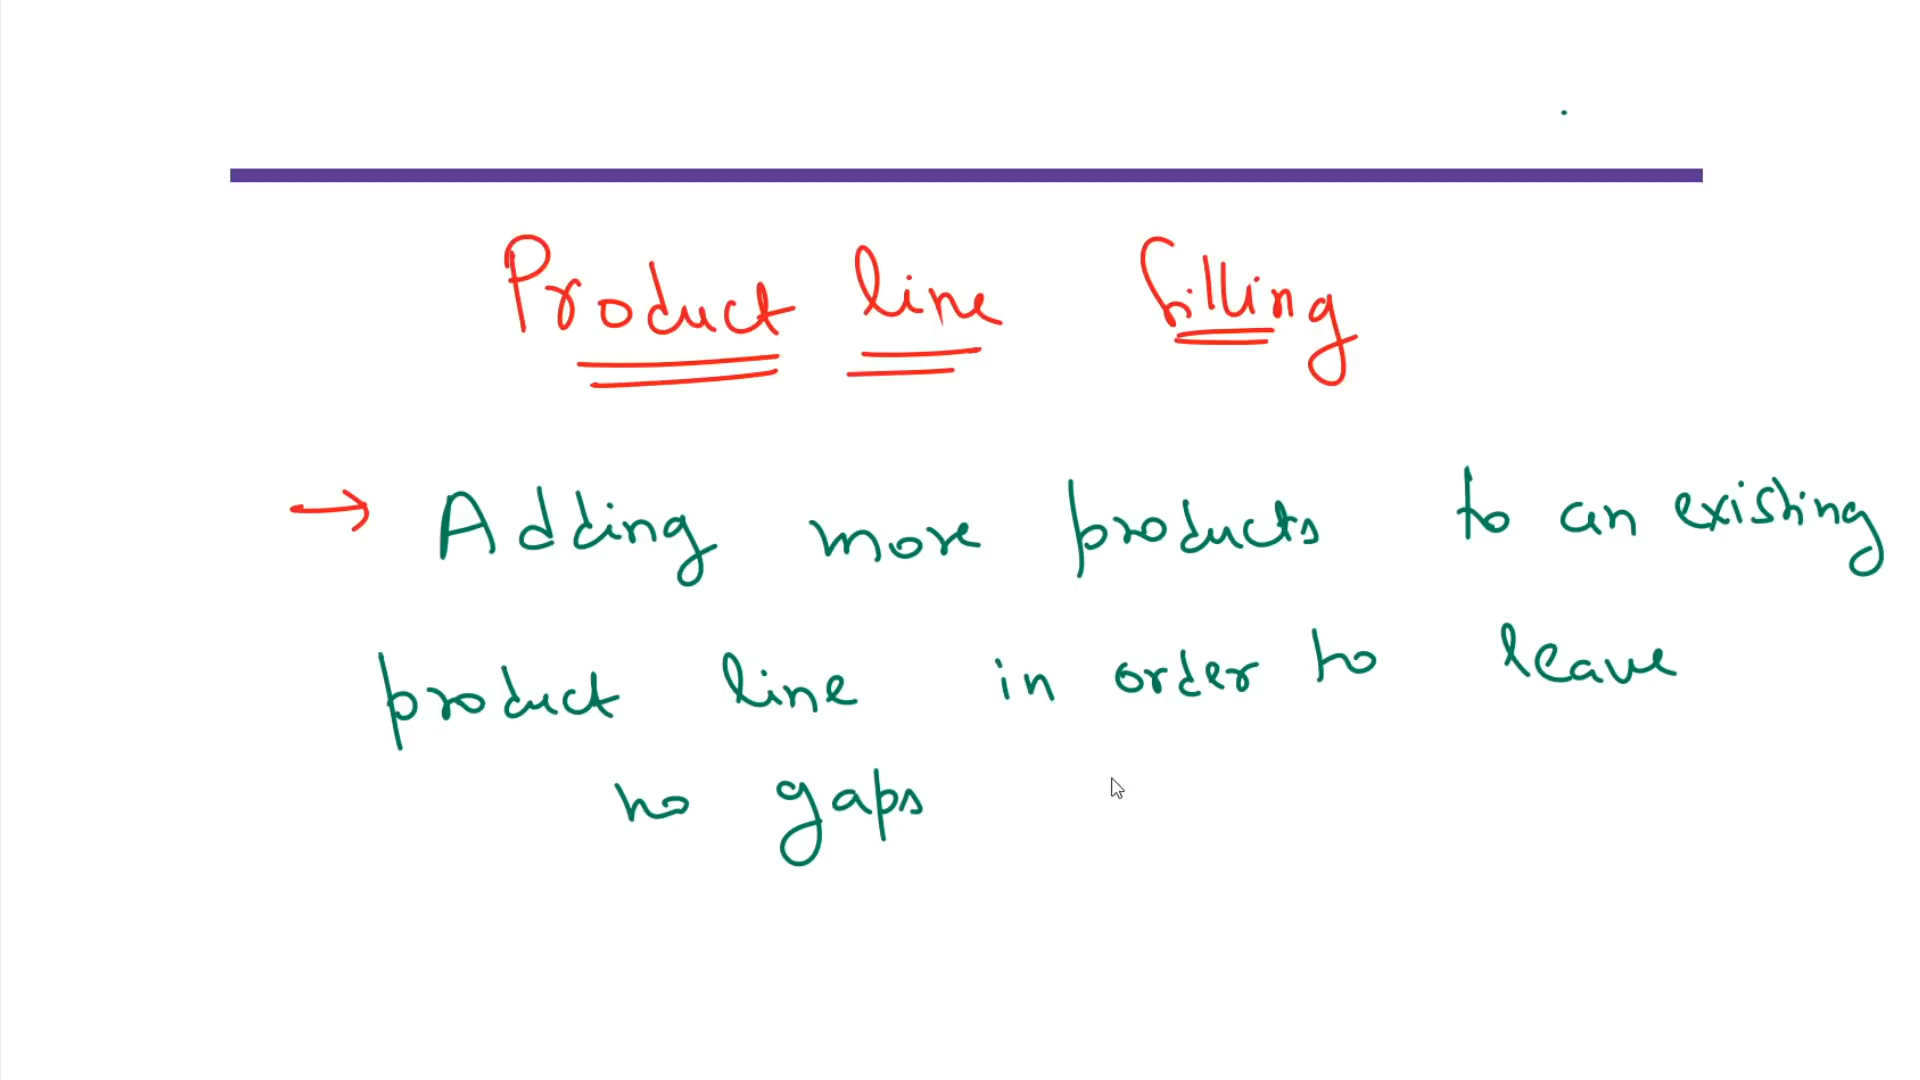 Product line filling
→ Adding more products to an existing
product line in order to leave
no gaps